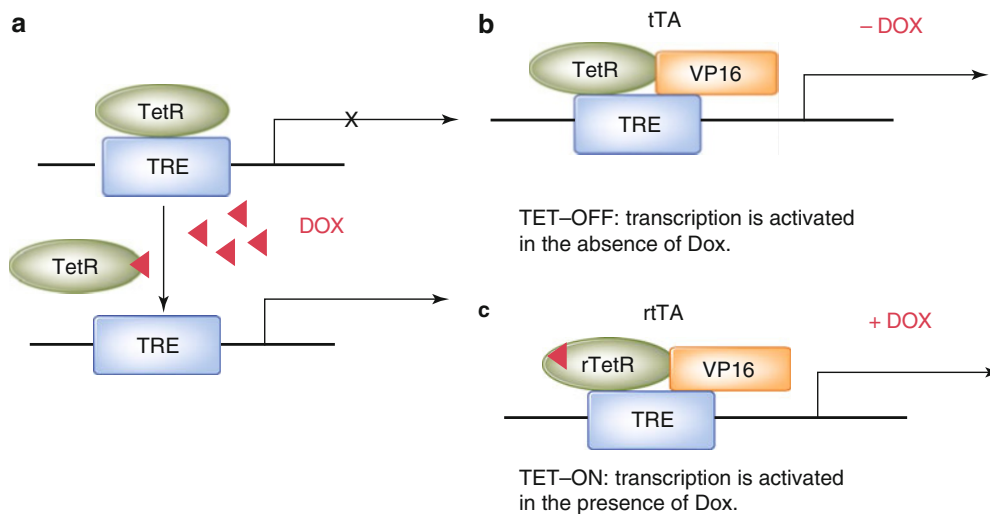 a
TetR
X
TRE
DOX
TetR
TRE
b
tTA
– DOX
TetR
VP16
TRE
TET–OFF: transcription is activated
in the absence of Dox.
c
rtTA
+ DOX
rTetR
VP16
TRE
TET–ON: transcription is activated
in the presence of Dox.